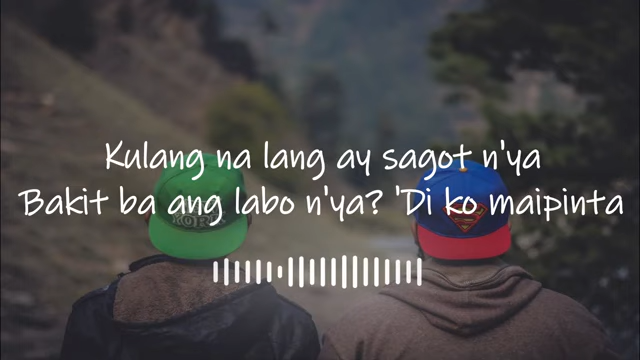 Kulang na lang ay sagot n'ya
Bakit ba ang labo n'ya? 'Di ko maipinta